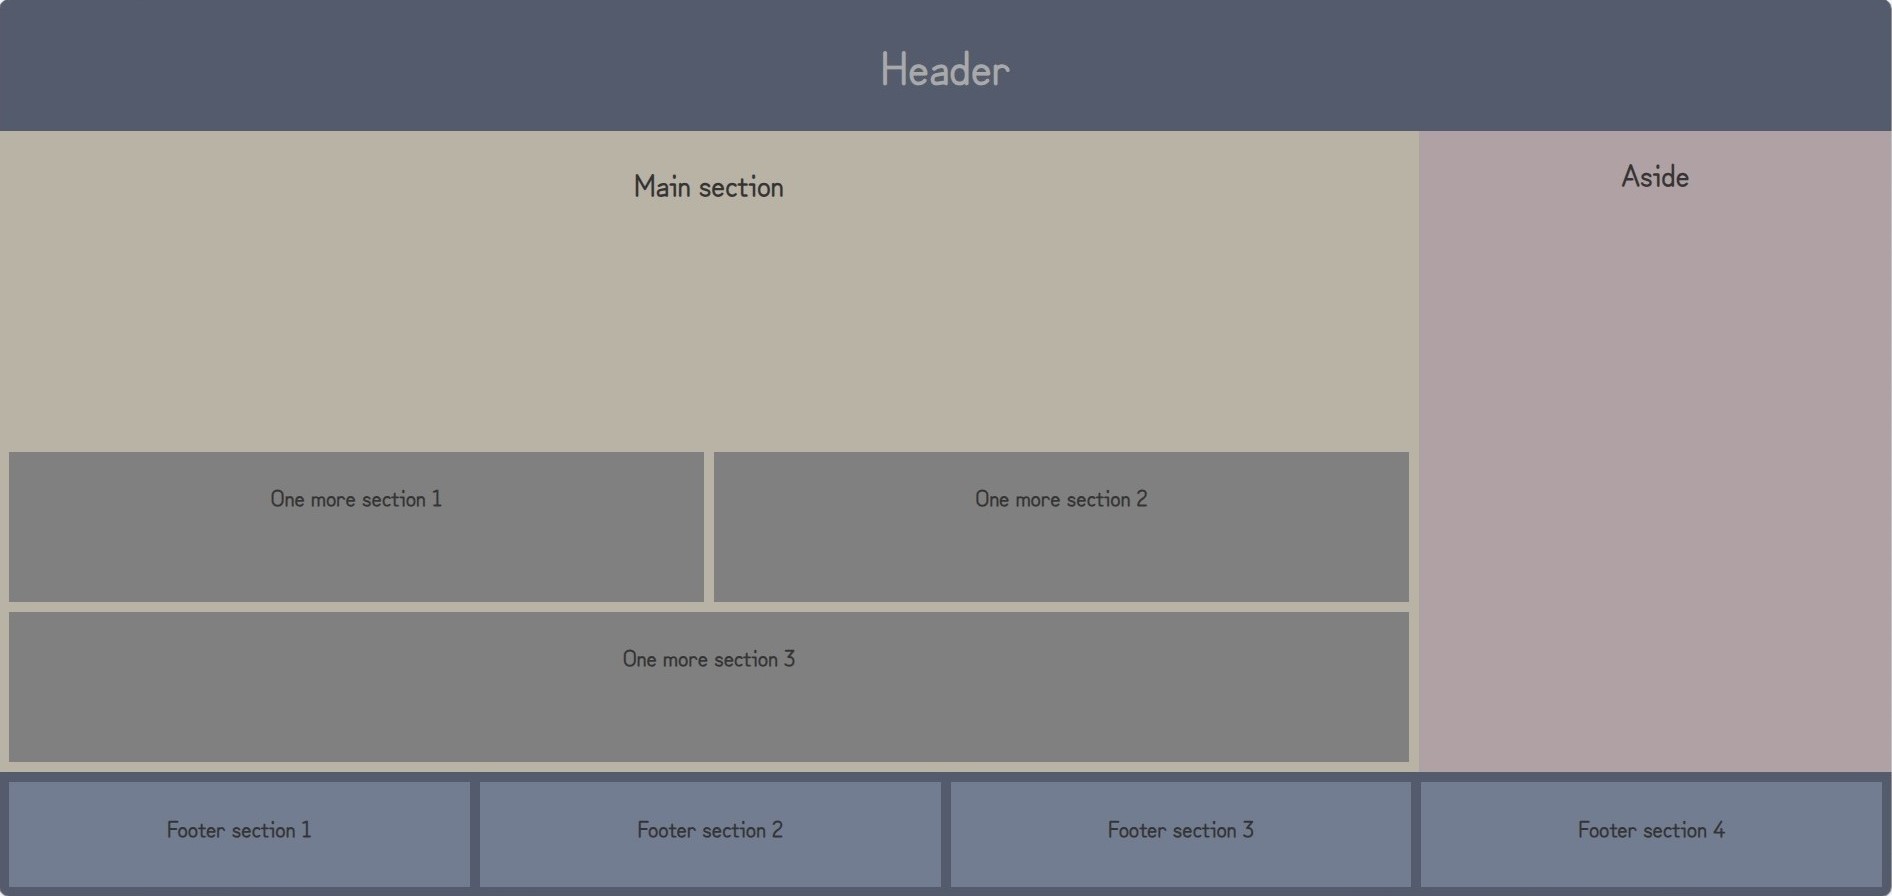 Header
Main section
Aside
One more section 1
One more section 2
One more section 3
Footer section 1
Footer section 2
Footer section 3
Footer section 4